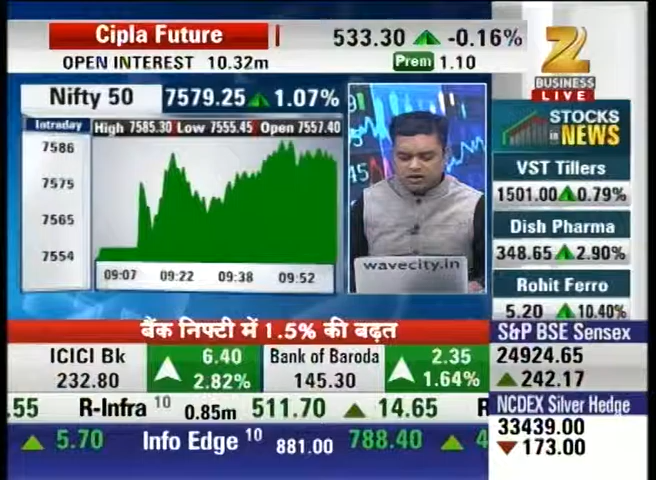 Cipla Future
533.30 -0.16%
OPEN INTEREST 10.32m
Prem 1.10
Z
BUSINESS
LIVE
Nifty 50 7579.25 1.07%
Intraday High 7585.30 Low 7555.45 Open 7557.40
7586
7575
7565
7554
09:07 09:22 09:38 09:52
wavecity.in
STOCKS
in NEWS
VST Tillers
1501.00 0.79%
Dish Pharma
348.65 2.90%
Rohit Ferro
5.20 10.40%
बैंक निफ्टी में 1.5% की बढ़त
ICICI Bk 6.40 Bank of Baroda 2.35
232.80 2.82% 145.30 1.64%
.55 R-Infra 10 0.85m 511.70 14.65 R
5.70 Info Edge 10 881.00 788.40 4
S&P BSE Sensex
24924.65
242.17
NCDEX Silver Hedge
33439.00
173.00